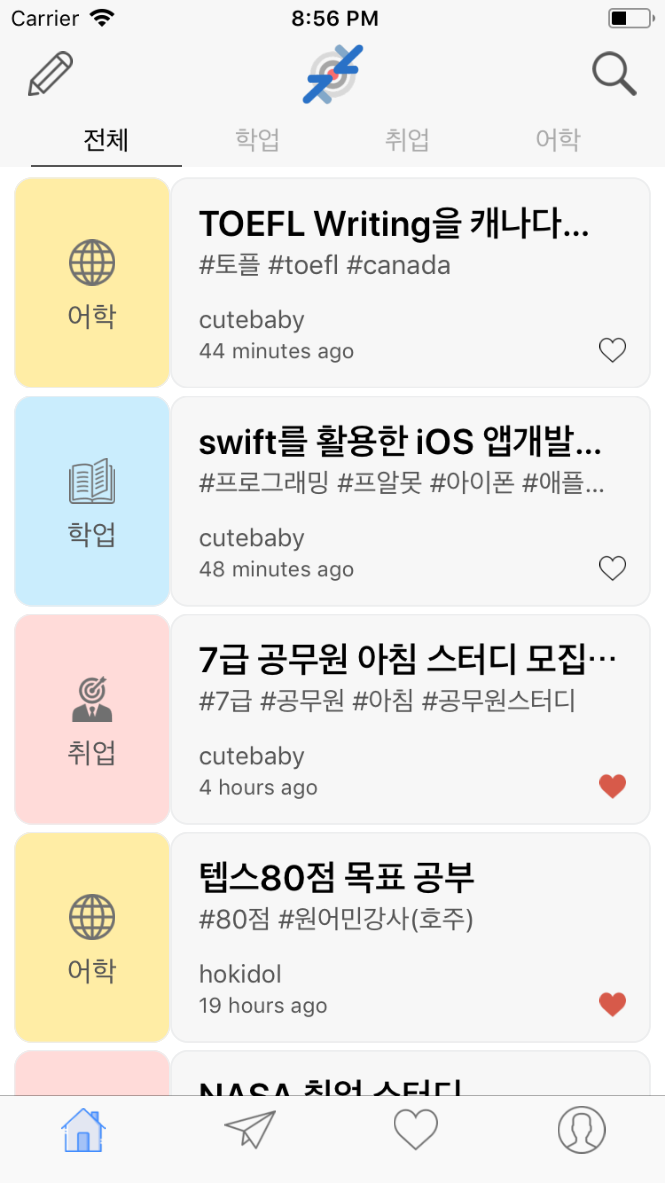 Carrier 8:56 PM
전체 학업 취업 어학
어학
TOEFL Writing을 캐나다...
#토플 #toefl #canada
cutebaby
44 minutes ago
학업
swift를 활용한 iOS 앱개발...
#프로그래밍 #프알못 #아이폰 #애플...
cutebaby
48 minutes ago
취업
7급 공무원 아침 스터디 모집···
#7급 #공무원 #아침 #공무원스터디
cutebaby
4 hours ago
어학
텝스80점 목표 공부
#80점 #원어민강사(호주)
hokidol
19 hours ago
NASA 취업 스터디